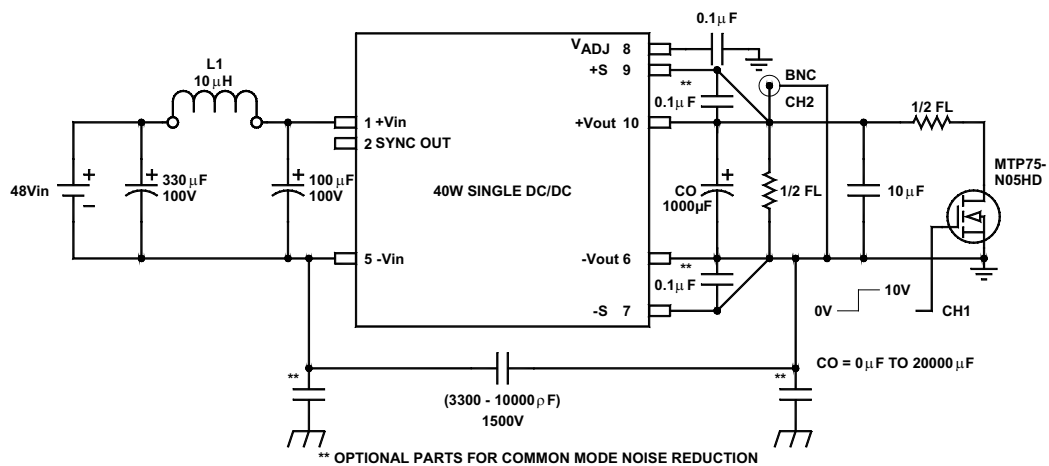 0.1µF
VADJ 8
+S 9
**
BNC
CH2
L1
10µH
0.1µF
1/2 FL
1 +Vin
+Vout 10
2 SYNC OUT
MTP75-
N05HD
48Vin
+
−
+
330µF
100V
+
100µF
100V
40W SINGLE DC/DC
+
CO
1000µF
1/2 FL
10µF
5 -Vin
-Vout 6
**
0.1µF
0V
10V
-S 7
CH1
CO = 0µF TO 20000µF
**
(3300 - 10000ρF)
1500V
**
** OPTIONAL PARTS FOR COMMON MODE NOISE REDUCTION